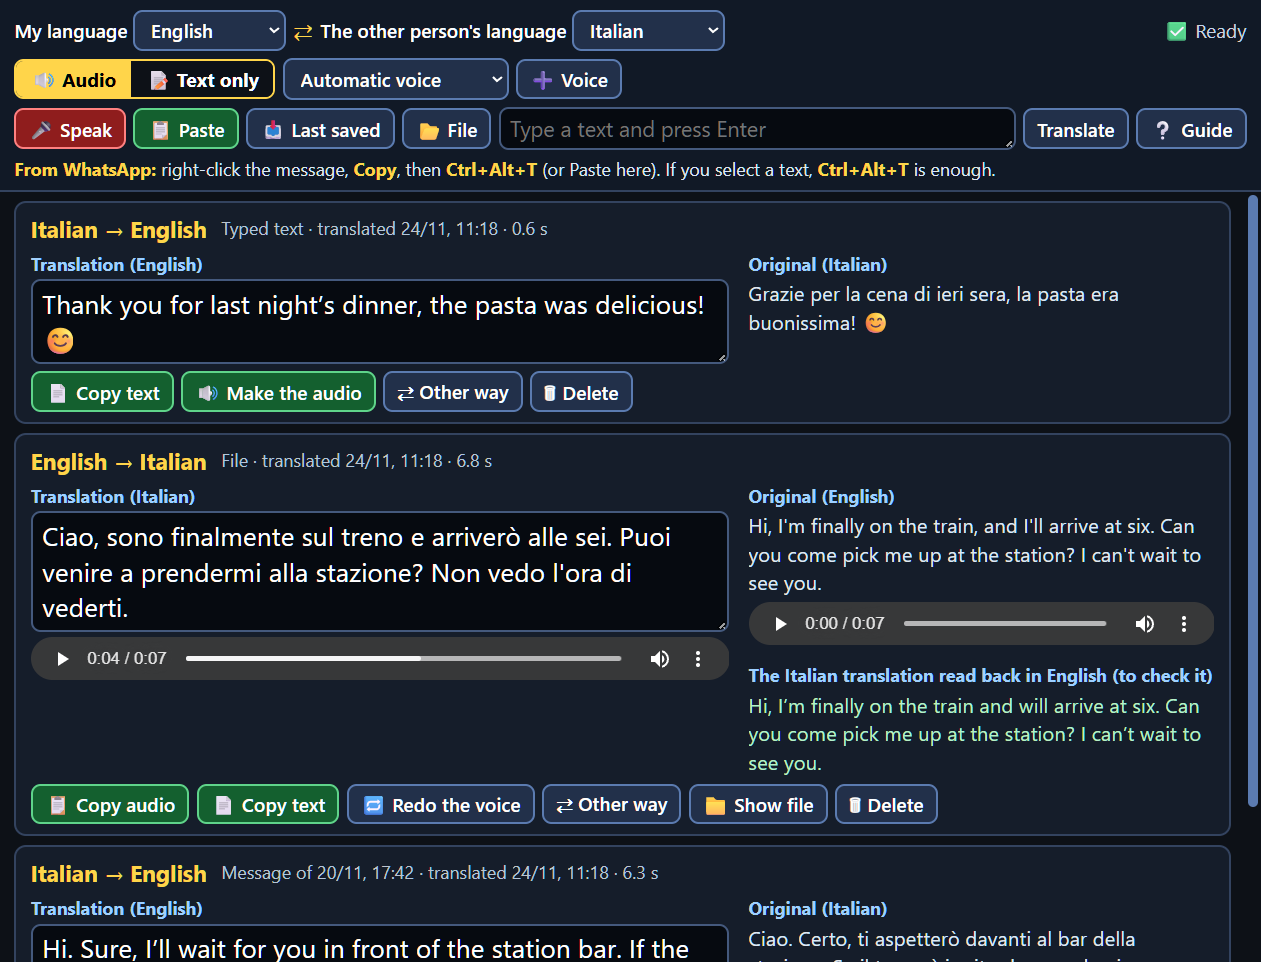 My language English ⇄ The other person's language Italian ✅ Ready
🔊 Audio 📝 Text only Automatic voice ➕ Voice
🎤 Speak 📋 Paste 📥 Last saved 📂 File Type a text and press Enter Translate ❔ Guide
From WhatsApp: right-click the message, Copy, then Ctrl+Alt+T (or Paste here). If you select a text, Ctrl+Alt+T is enough.
Italian → English Typed text · translated 24/11, 11:18 · 0.6 s
Translation (English)
Thank you for last night’s dinner, the pasta was delicious!
😊
Original (Italian)
Grazie per la cena di ieri sera, la pasta era
buonissima! 😊
📄 Copy text 🔊 Make the audio ⇄ Other way 🗑 Delete
English → Italian File · translated 24/11, 11:18 · 6.8 s
Translation (Italian)
Ciao, sono finalmente sul treno e arriverò alle sei. Puoi
venire a prendermi alla stazione? Non vedo l'ora di
vederti.
0:04 / 0:07
Original (English)
Hi, I'm finally on the train, and I'll arrive at six. Can
you come pick me up at the station? I can't wait to
see you.
0:00 / 0:07
The Italian translation read back in English (to check it)
Hi, I’m finally on the train and will arrive at six. Can
you come pick me up at the station? I can’t wait to
see you.
📋 Copy audio 📄 Copy text 🔁 Redo the voice ⇄ Other way 📁 Show file 🗑 Delete
Italian → English Message of 20/11, 17:42 · translated 24/11, 11:18 · 6.3 s
Translation (English)
Hi. Sure, I’ll wait for you in front of the station bar. If the
Original (Italian)
Ciao. Certo, ti aspetterò davanti al bar della